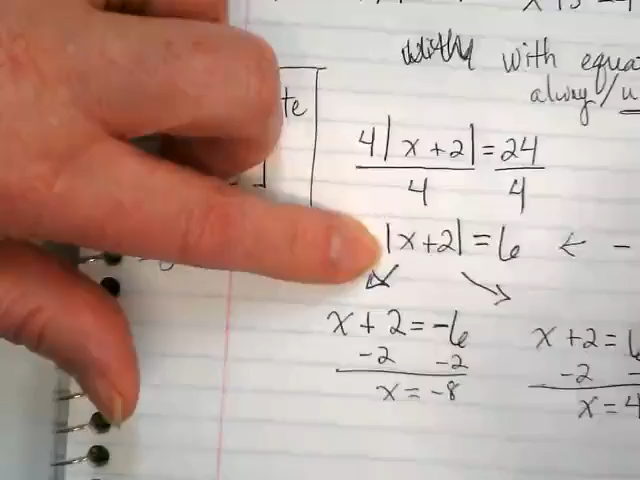 with equa
alway/u
te
4|x+2| = 24
4 4
|x+2| = 6 ← -
x+2 = -6 x+2 = 6
-2 -2 -2 -
x = -8 x = 4